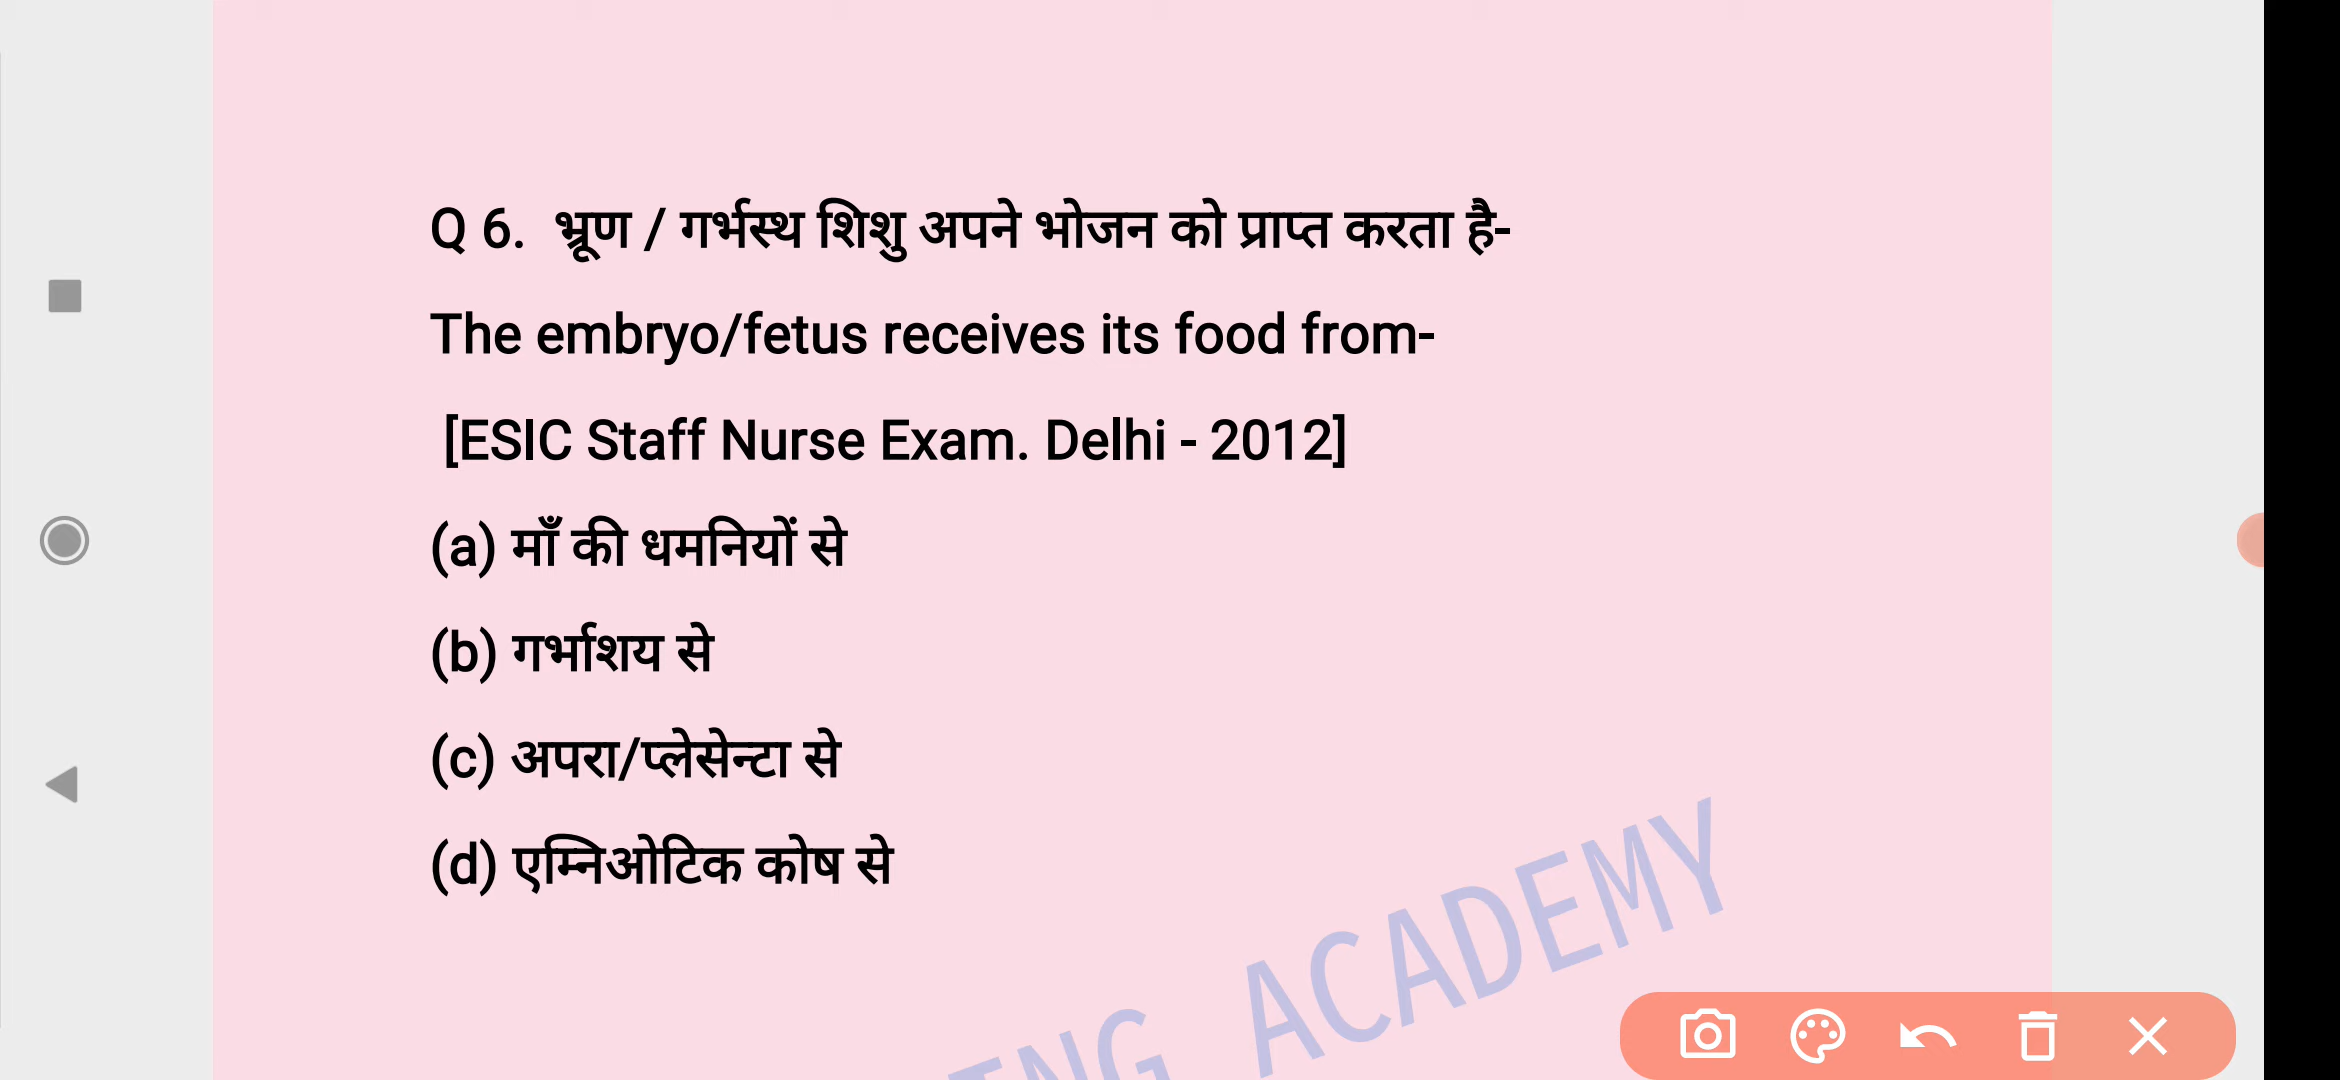 Q 6. भ्रूण / गर्भस्थ शिशु अपने भोजन को प्राप्त करता है-
The embryo/fetus receives its food from-
[ESIC Staff Nurse Exam. Delhi - 2012]
(a) माँ की धमनियों से
(b) गर्भाशय से
(c) अपरा/प्लेसेन्टा से
(d) एम्निओटिक कोष से
ACADEMY